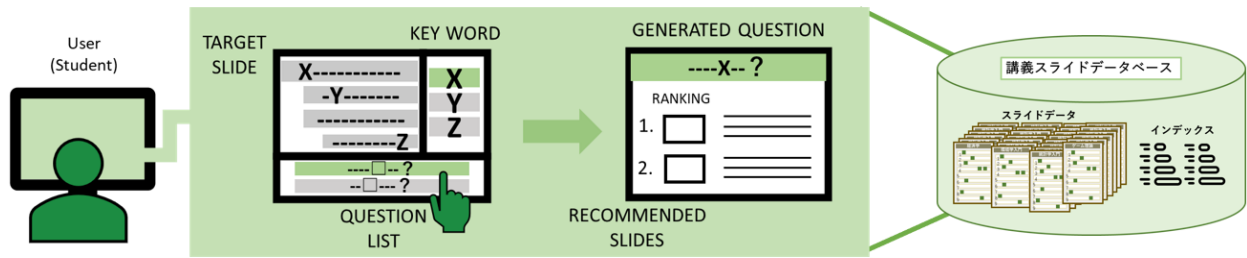 User
(Student)
TARGET
SLIDE
KEY WORD
X------------
-Y-------
------------
---------Z
X
Y
Z
----□--?
--□---?
QUESTION
LIST
GENERATED QUESTION
----X--?
RANKING
1.
2.
RECOMMENDED
SLIDES
講義スライドデータベース
スライドデータ
インデックス